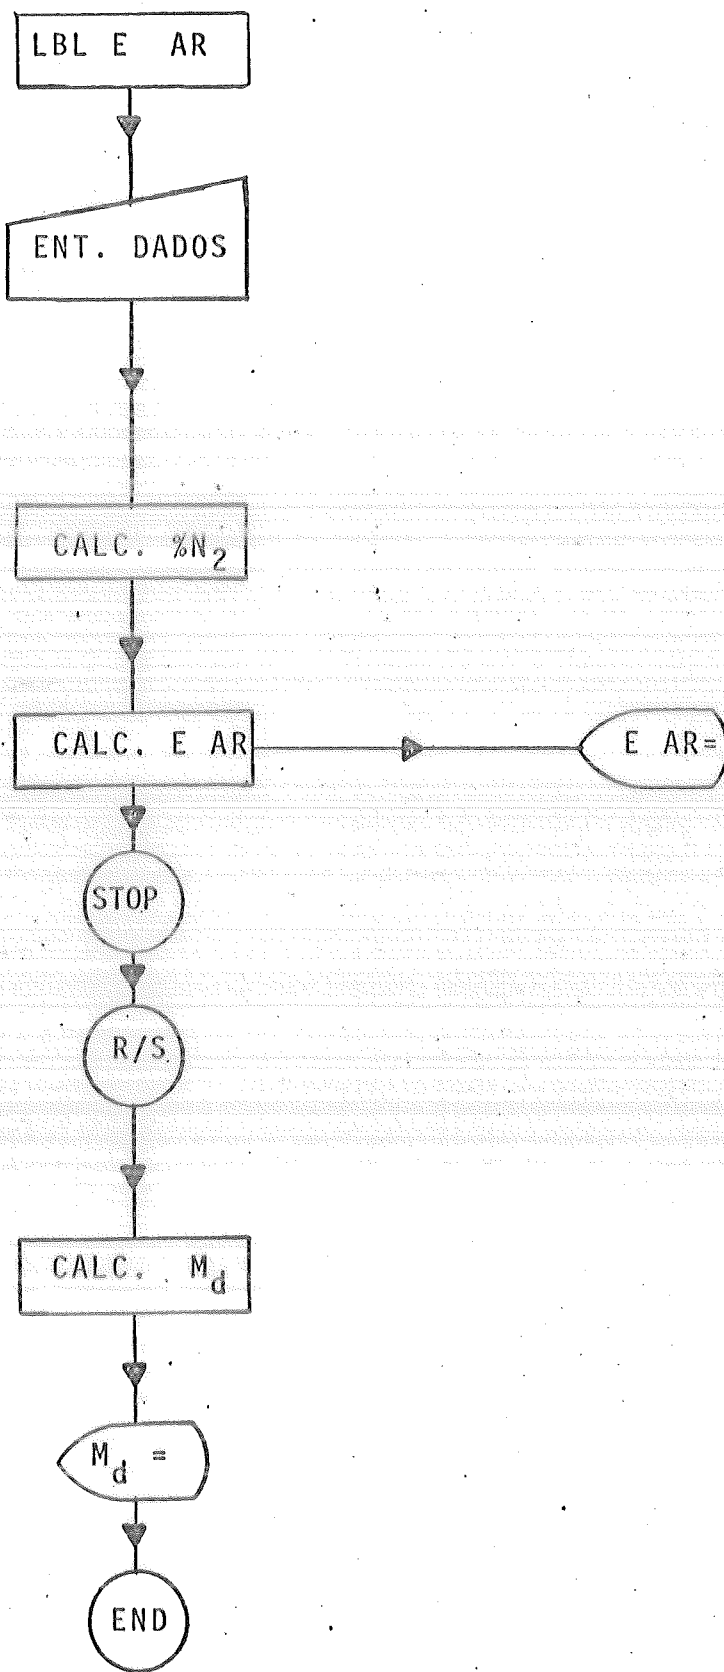 LBL E AR
ENT. DADOS
CALC. %N2
CALC. E AR
E AR=
STOP
R/S
CALC. Md
Md =
END